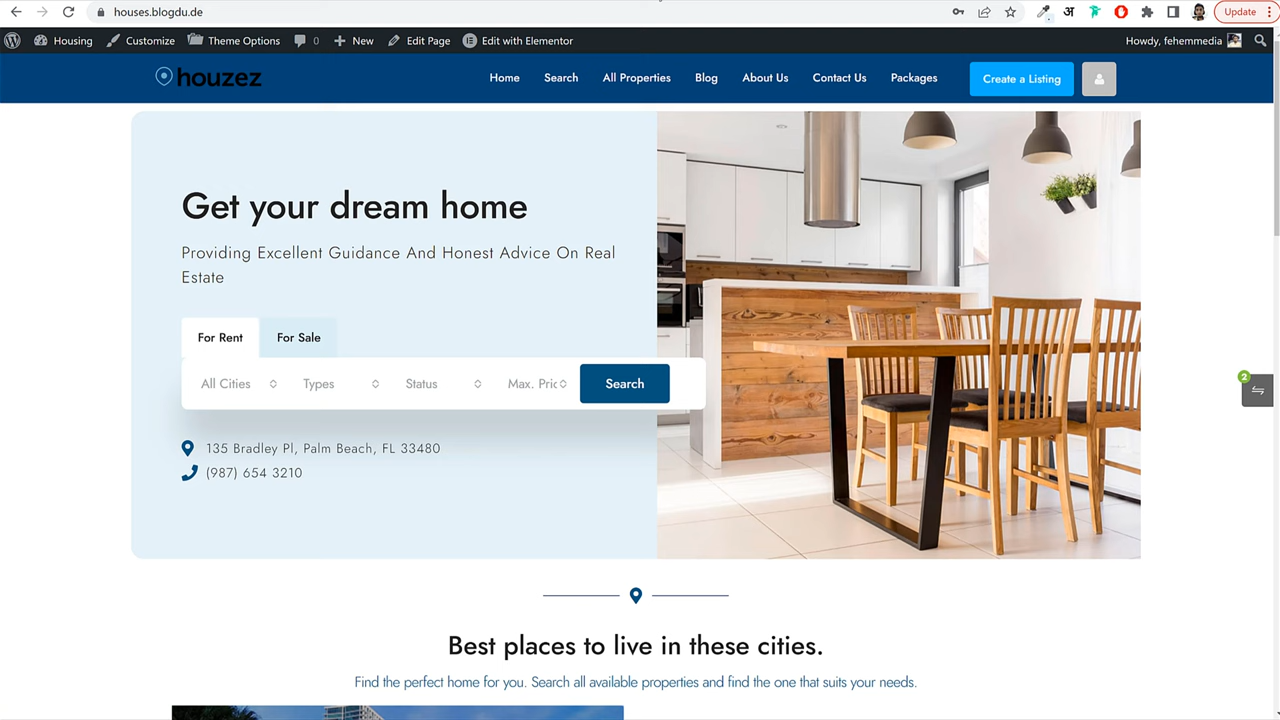 houses.blogdu.de
अ
Update
Housing
Customize
Theme Options
0
New
Edit Page
Edit with Elementor
Howdy, fehemmedia
houzez
Home
Search
All Properties
Blog
About Us
Contact Us
Packages
Create a Listing
Get your dream home
Providing Excellent Guidance And Honest Advice On Real
Estate
For Rent
For Sale
All Cities
Types
Status
Max. Pric
Search
2
135 Bradley Pl, Palm Beach, FL 33480
(987) 654 3210
Best places to live in these cities.
Find the perfect home for you. Search all available properties and find the one that suits your needs.